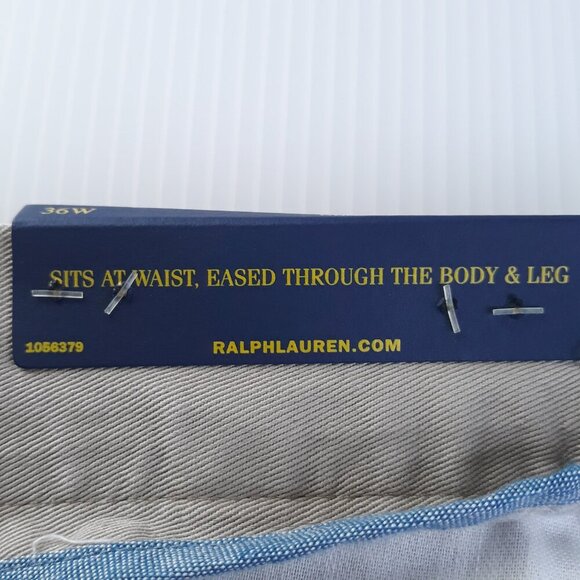 36W
SITS AT WAIST, EASED THROUGH THE BODY & LEG
1056379
RALPHLAUREN.COM